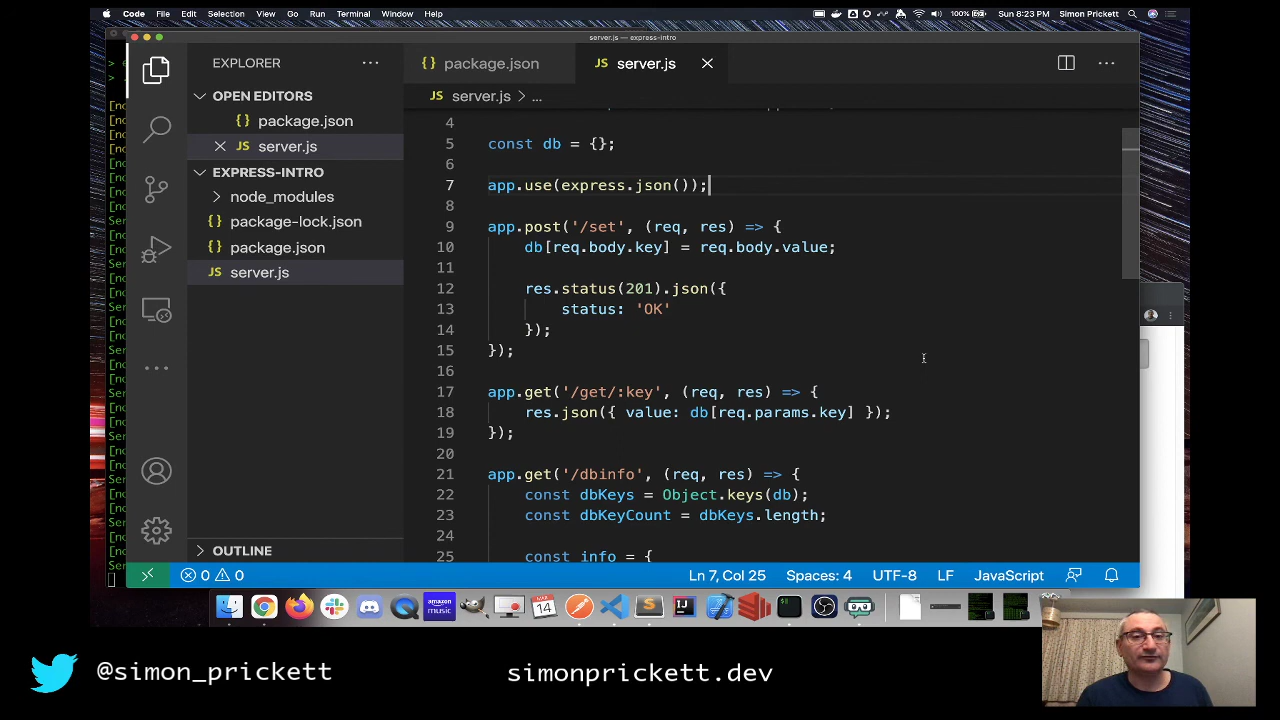 Code File Edit Selection View Go Run Terminal Window Help 100% Sun 8:23 PM Simon Prickett
server.js — express-intro
EXPLORER
package.json
JS server.js
JS server.js > ...
OPEN EDITORS
{} package.json
JS server.js
EXPRESS-INTRO
node_modules
{} package-lock.json
{} package.json
JS server.js
OUTLINE
4
5 const db = {};
6
7 app.use(express.json());
8
9 app.post('/set', (req, res) => {
10 db[req.body.key] = req.body.value;
11
12 res.status(201).json({
13 status: 'OK'
14 });
15 });
16
17 app.get('/get/:key', (req, res) => {
18 res.json({ value: db[req.params.key] });
19 });
20
21 app.get('/dbinfo', (req, res) => {
22 const dbKeys = Object.keys(db);
23 const dbKeyCount = dbKeys.length;
24
25 const info = {
0 0 Ln 7, Col 25 Spaces: 4 UTF-8 LF JavaScript
amazon music
MAR 14
@simon_prickett
simonprickett.dev